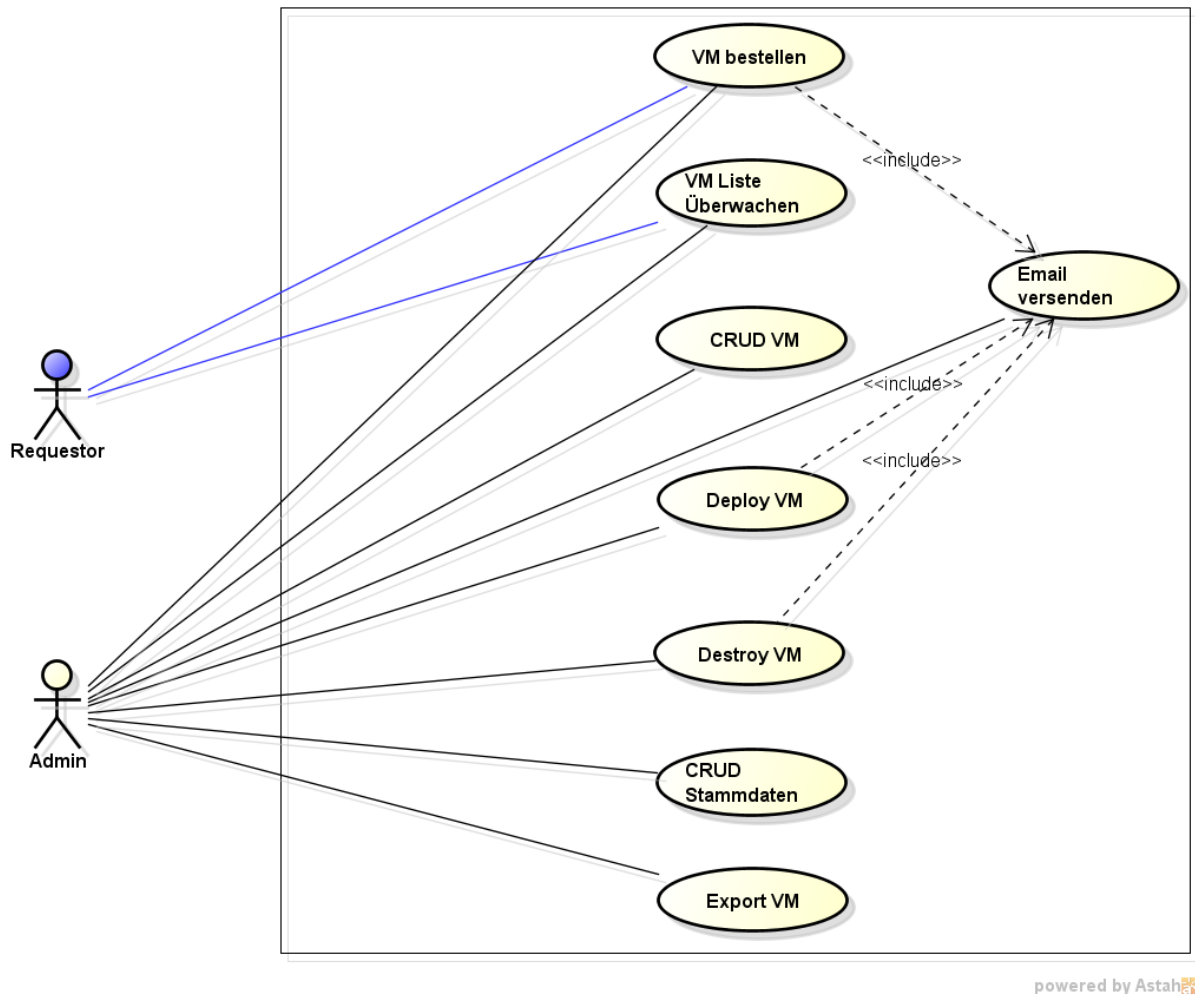 VM bestellen
<<include>>
VM Liste
Überwachen
Email
versenden
CRUD VM
<<include>>
Requestor
<<include>>
Deploy VM
Destroy VM
Admin
CRUD
Stammdaten
Export VM
powered by Astah